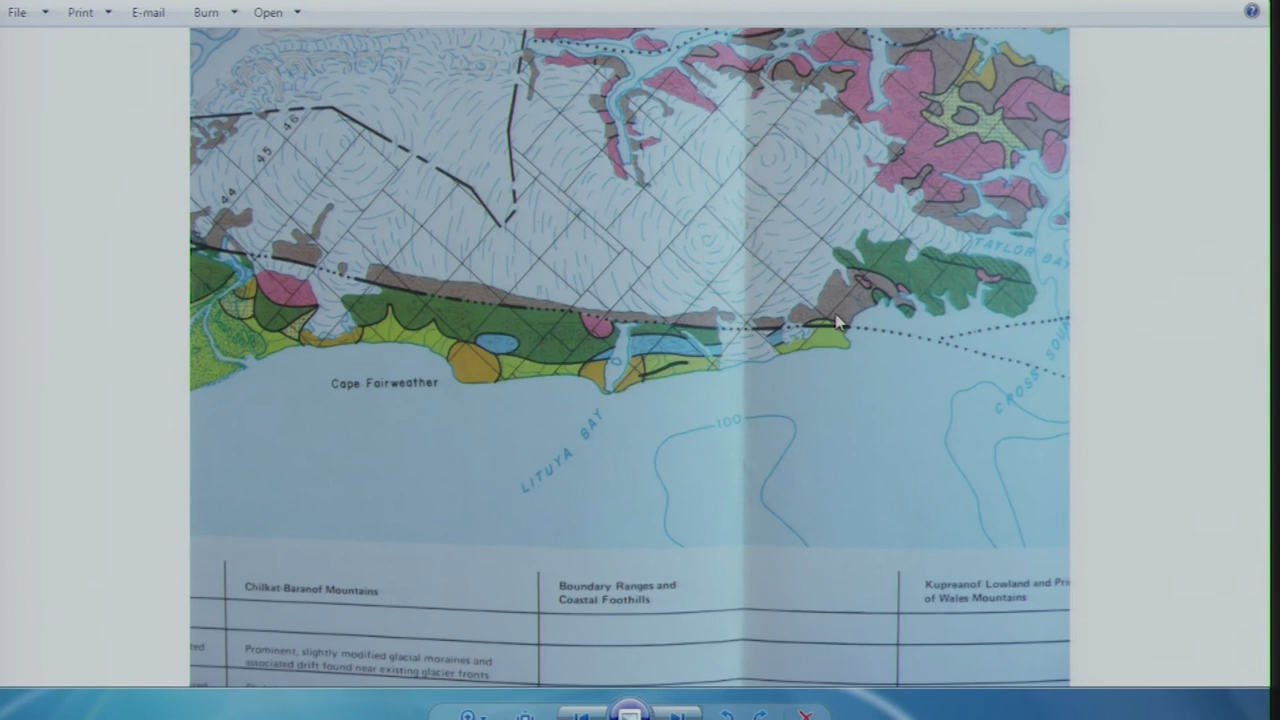 File Print E-mail Burn Open
46
45
44
TAYLOR BAY
CROSS SOUN
Cape Fairweather
LITUYA BAY
100
Chilkat-Baranof Mountains
Boundary Ranges and
Coastal Foothills
Kupreanof Lowland and Pri
of Wales Mountains
ted
Prominent, slightly modified glacial moraines and
associated drift found near existing glacier fronts